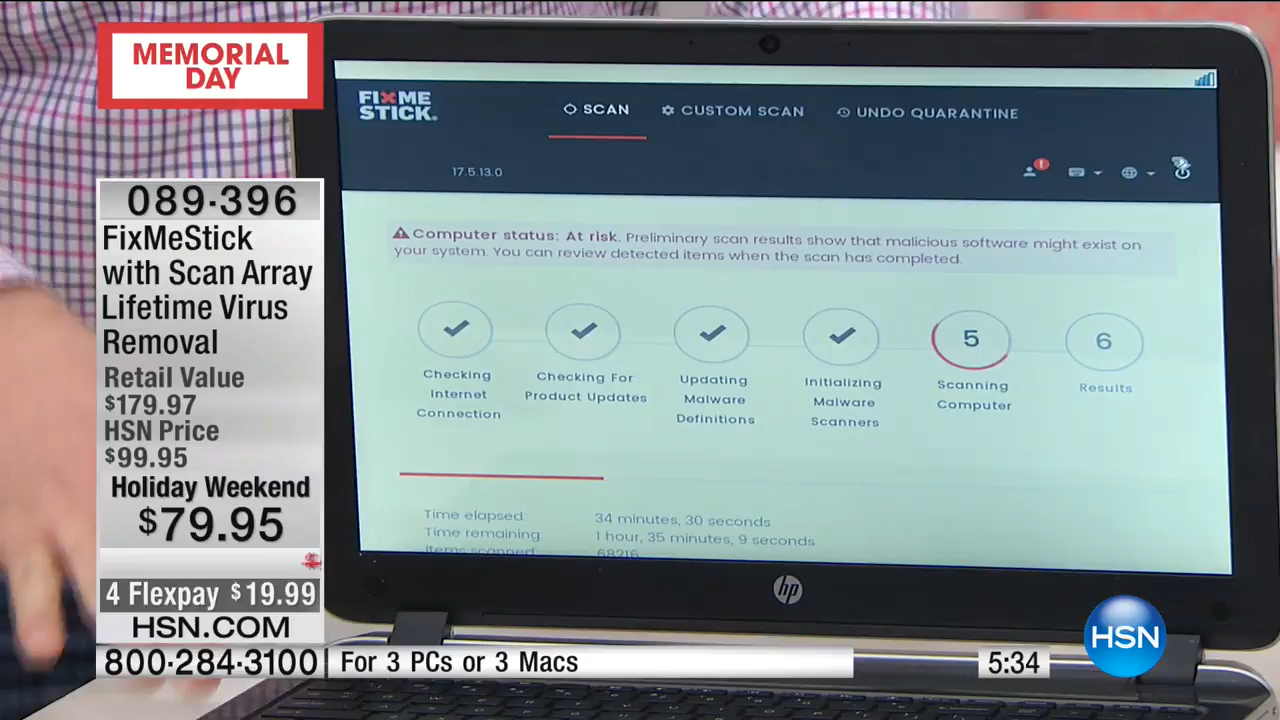 MEMORIAL
DAY
089-396
FixMeStick
with Scan Array
Lifetime Virus
Removal
Retail Value
$179.97
HSN Price
$99.95
Holiday Weekend
$79.95
4 Flexpay $19.99
HSN.COM
800-284-3100
For 3 PCs or 3 Macs
5:34
HSN
FIXME
STICK.
SCAN
CUSTOM SCAN
UNDO QUARANTINE
17.5.13.0
Computer status: At risk. Preliminary scan results show that malicious software might exist on
your system. You can review detected items when the scan has completed.
Checking
Internet
Connection
Checking For
Product Updates
Updating
Malware
Definitions
Initializing
Malware
Scanners
5
Scanning
Computer
6
Results
Time elapsed: 34 minutes, 30 seconds
Time remaining: 1 hour, 35 minutes, 9 seconds
Items scanned: 68216
hp